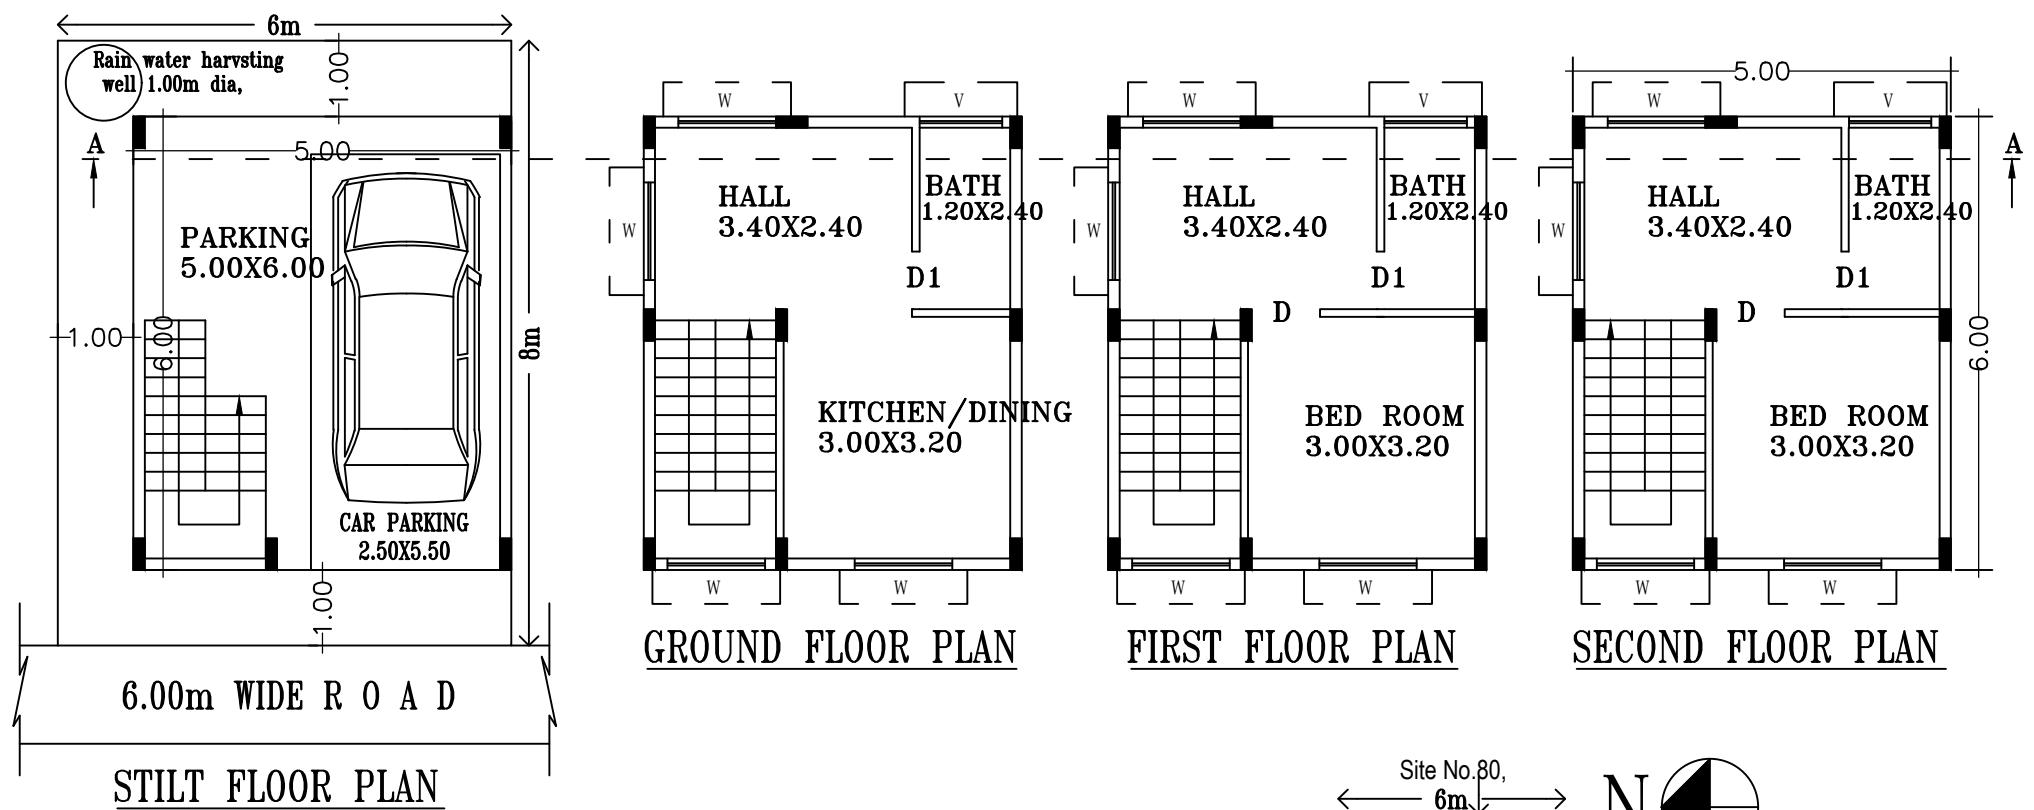 6m
Rain water harvsting
well 1.00m dia,
1.00
A
5.00
PARKING
5.00X6.00
1.00
6.00
8m
CAR PARKING
2.50X5.50
1.00
6.00m WIDE R O A D
STILT FLOOR PLAN
W
V
W
HALL
3.40X2.40
BATH
1.20X2.40
D1
KITCHEN/DINING
3.00X3.20
W
W
GROUND FLOOR PLAN
W
V
W
HALL
3.40X2.40
BATH
1.20X2.40
D1
D
BED ROOM
3.00X3.20
W
W
FIRST FLOOR PLAN
5.00
W
V
A
W
HALL
3.40X2.40
BATH
1.20X2.40
D1
D
6.00
BED ROOM
3.00X3.20
W
W
SECOND FLOOR PLAN
Site No.80,
6m
N